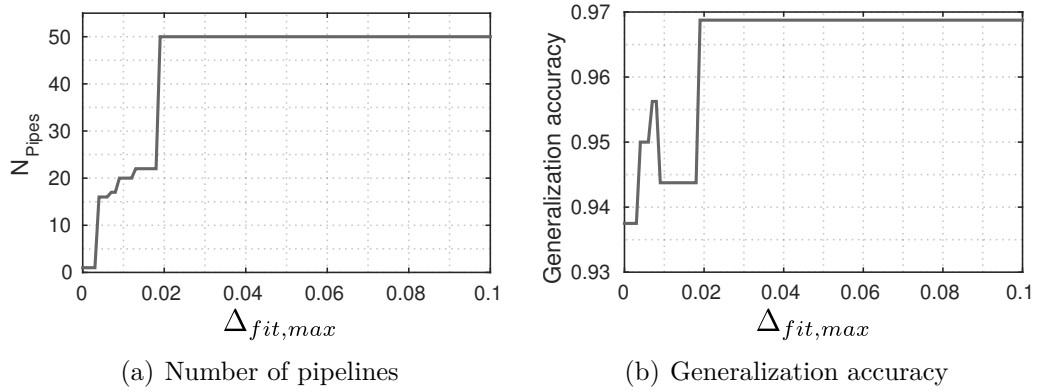 50
40
30
20
10
0
N_Pipes
0 0.02 0.04 0.06 0.08 0.1
Δ_fit,max
(a) Number of pipelines
0.97
0.96
0.95
0.94
0.93
Generalization accuracy
0 0.02 0.04 0.06 0.08 0.1
Δ_fit,max
(b) Generalization accuracy